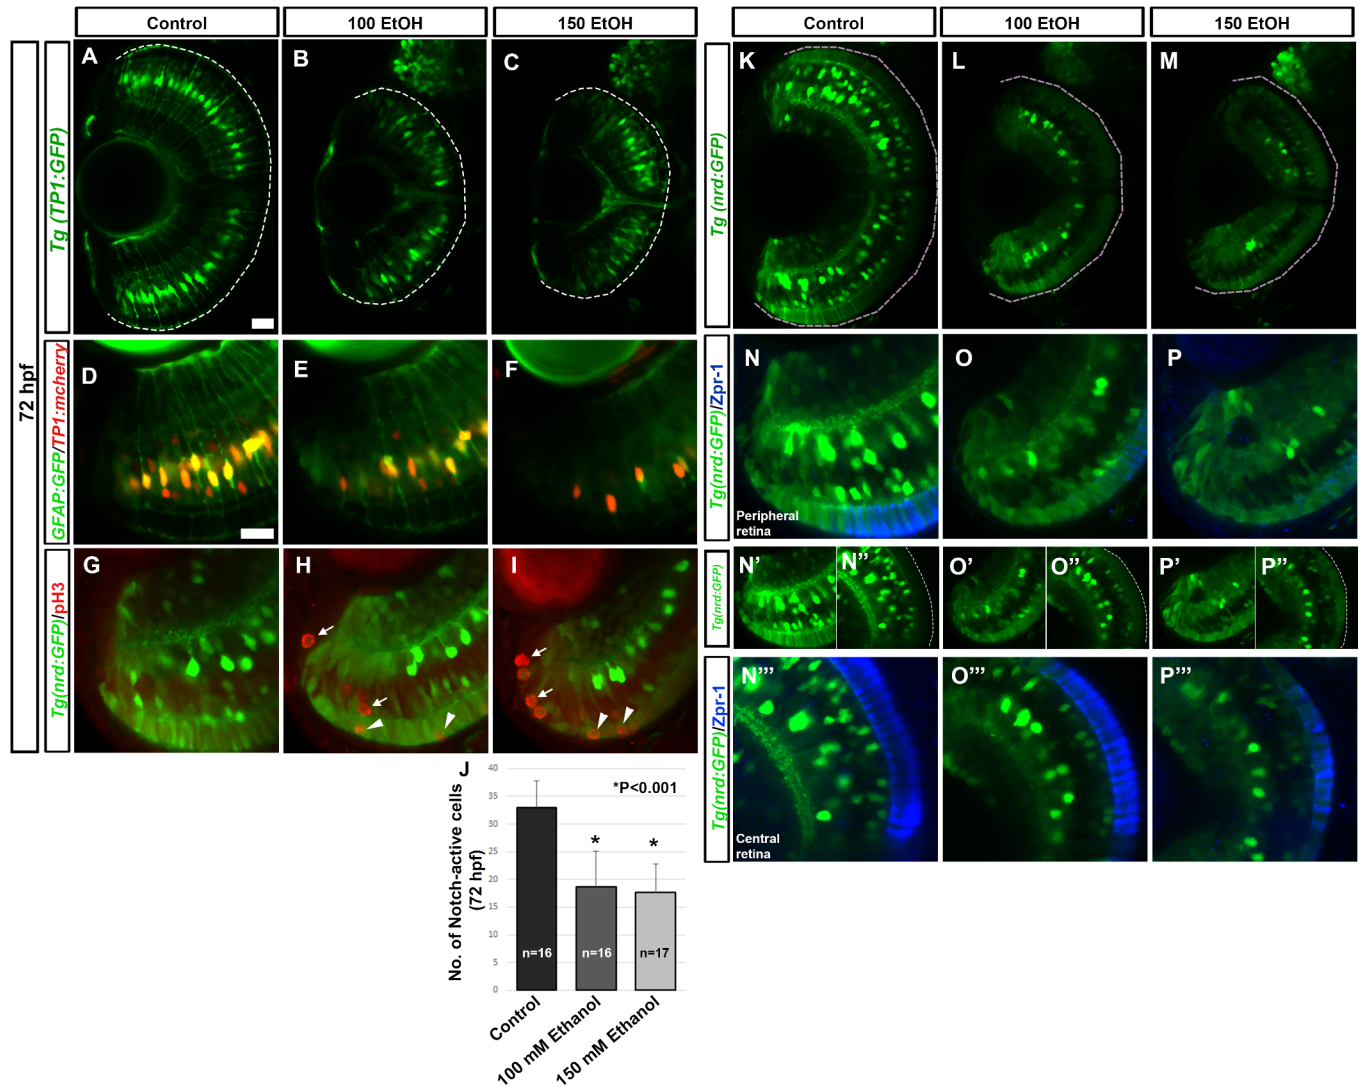 Control
100 EtOH
150 EtOH
Control
100 EtOH
150 EtOH
72 hpf
Tg (TP1:GFP)
A
B
C
GFAP:GFP/TP1:mcherry
D
E
F
Tg(nrd:GFP)/pH3
G
H
I
J
*P<0.001
No. of Notch-active cells
(72 hpf)
40
35
30
25
20
15
10
5
0
*
*
n=16
n=16
n=17
Control
100 mM Ethanol
150 mM Ethanol
Tg (nrd:GFP)
K
L
M
Tg(nrd:GFP)/Zpr-1
N
O
P
Peripheral
retina
Tg(nrd:GFP)
N’
N”
O’
O”
P’
P”
Tg(nrd:GFP)/Zpr-1
N”’
O”’
P”’
Central
retina